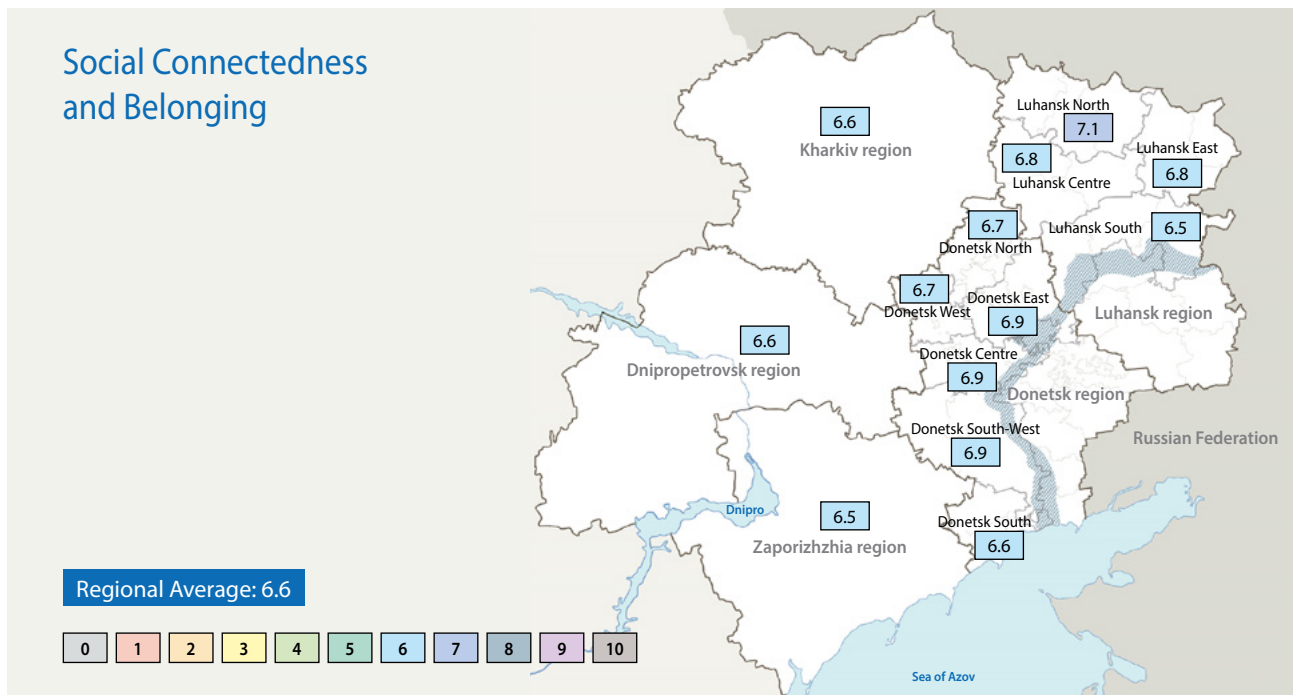 Social Connectedness
and Belonging
Luhansk North
7.1
6.6
Kharkiv region
Luhansk East
6.8
6.8
Luhansk Centre
6.7
Donetsk North
Luhansk South
6.5
6.7
Donetsk West
Donetsk East
6.9
Luhansk region
6.6
Dnipropetrovsk region
Donetsk Centre
6.9
Donetsk region
Donetsk South-West
6.9
Russian Federation
Dnipro
6.5
Zaporizhzhia region
Donetsk South
6.6
Regional Average: 6.6
0 1 2 3 4 5 6 7 8 9 10
Sea of Azov